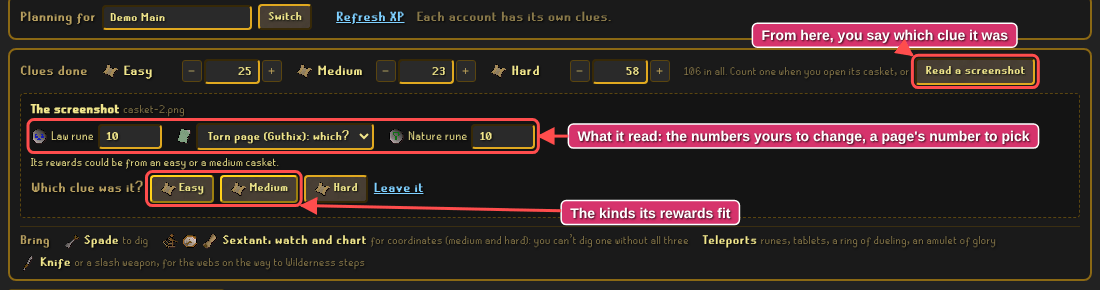 Planning for Demo Main Switch Refresh XP Each account has its own clues.
From here, you say which clue it was
Clues done Easy − 25 + Medium − 23 + Hard − 58 + 106 in all. Count one when you open its casket, or Read a screenshot
The screenshot casket-2.png
Law rune 10 Torn page (Guthix): which? Nature rune 10
What it read: the numbers yours to change, a page's number to pick
Its rewards could be from an easy or a medium casket.
Which clue was it? Easy Medium Hard Leave it
The kinds its rewards fit
Bring Spade to dig Sextant, watch and chart for coordinates (medium and hard): you can't dig one without all three Teleports runes, tablets, a ring of dueling, an amulet of glory
Knife or a slash weapon, for the webs on the way to Wilderness steps